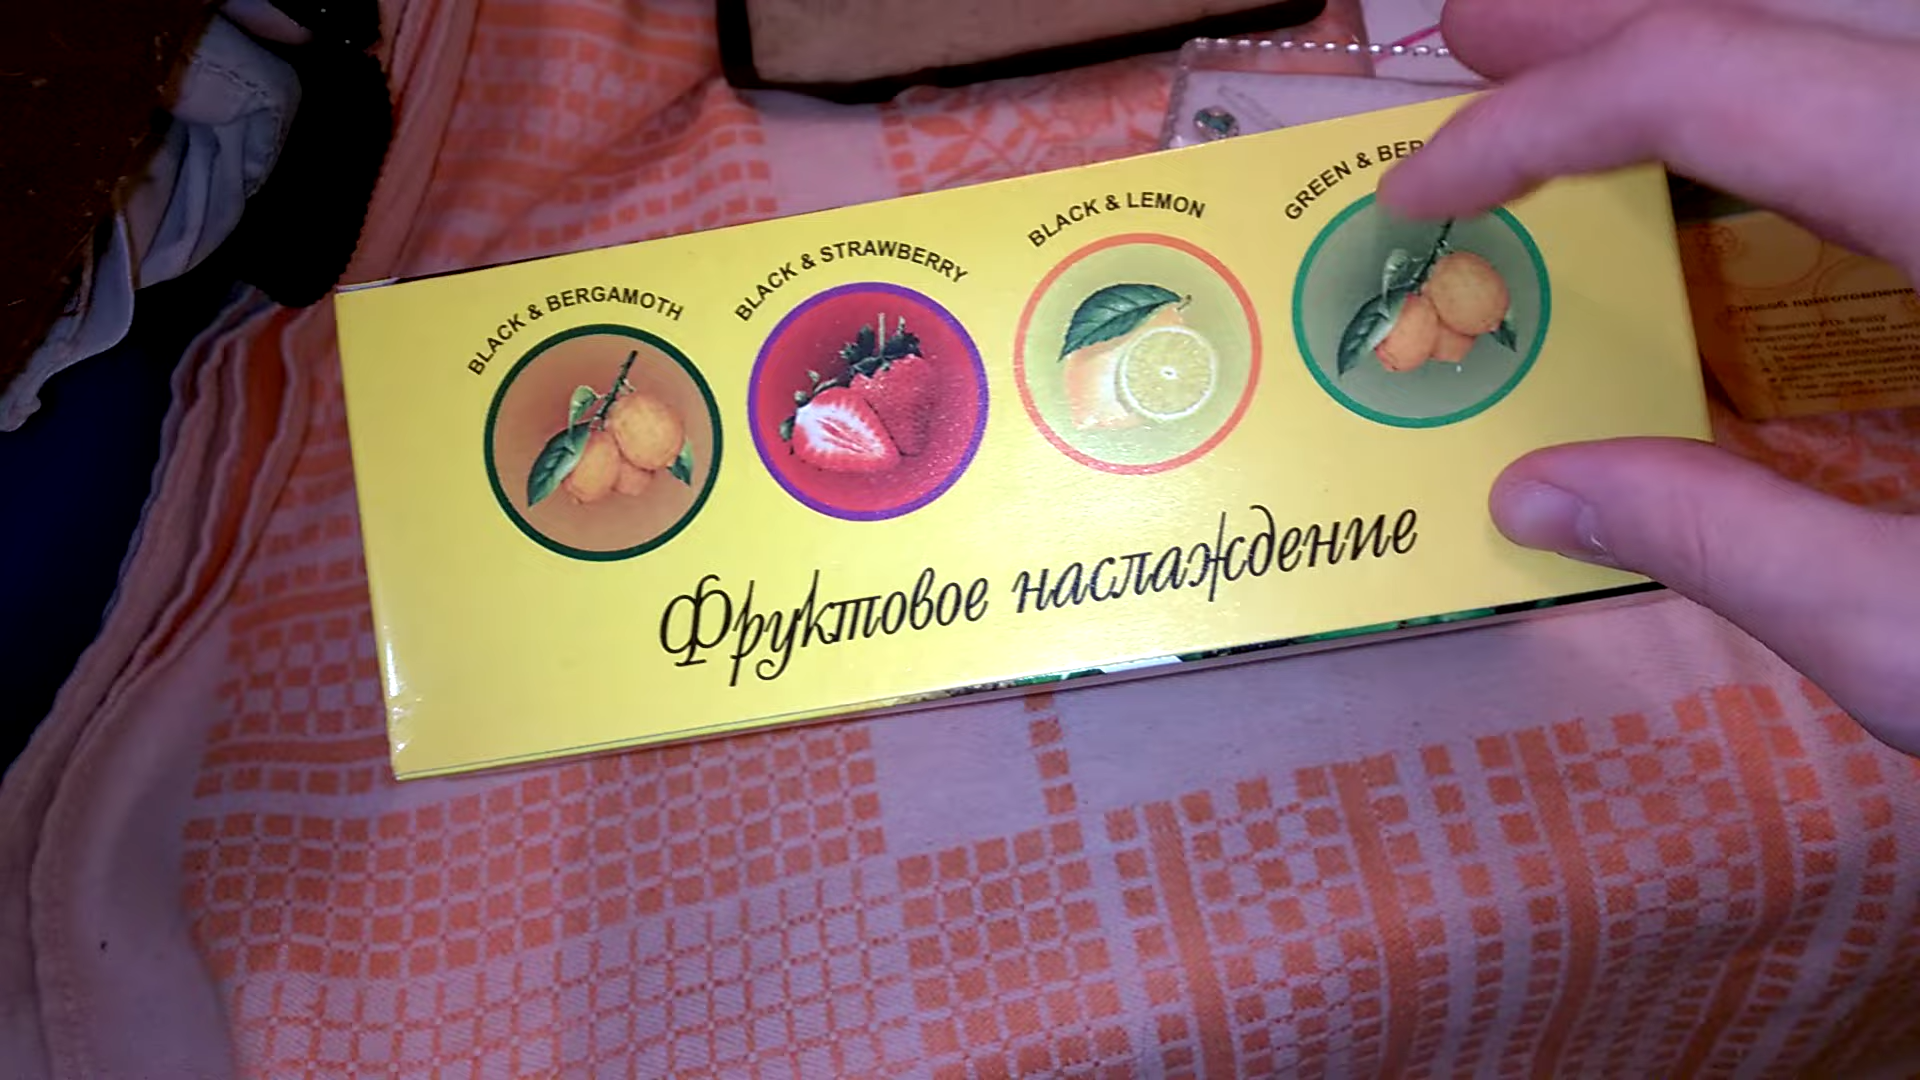 BLACK & BERGAMOTH
BLACK & STRAWBERRY
BLACK & LEMON
GREEN & BER
Фруктовое наслаждение